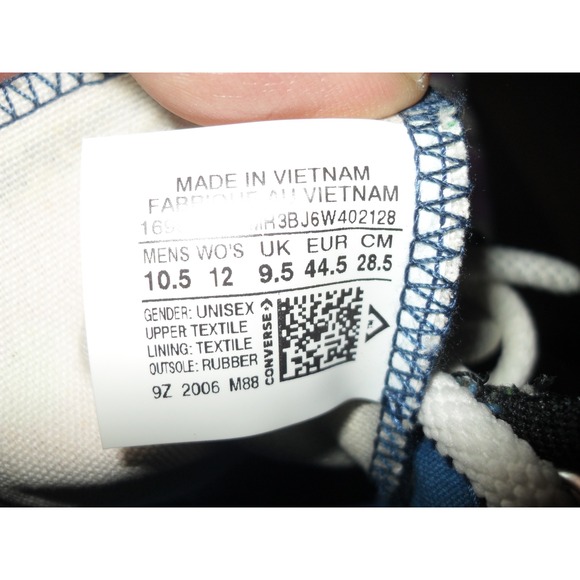 MADE IN VIETNAM
FABRIQUE AU VIETNAM
MENS WO'S UK EUR CM
10.5 12 9.5 44.5 28.5
GENDER: UNISEX
UPPER: TEXTILE
LINING: TEXTILE
OUTSOLE: RUBBER
9Z 2006 M88
CONVERSE